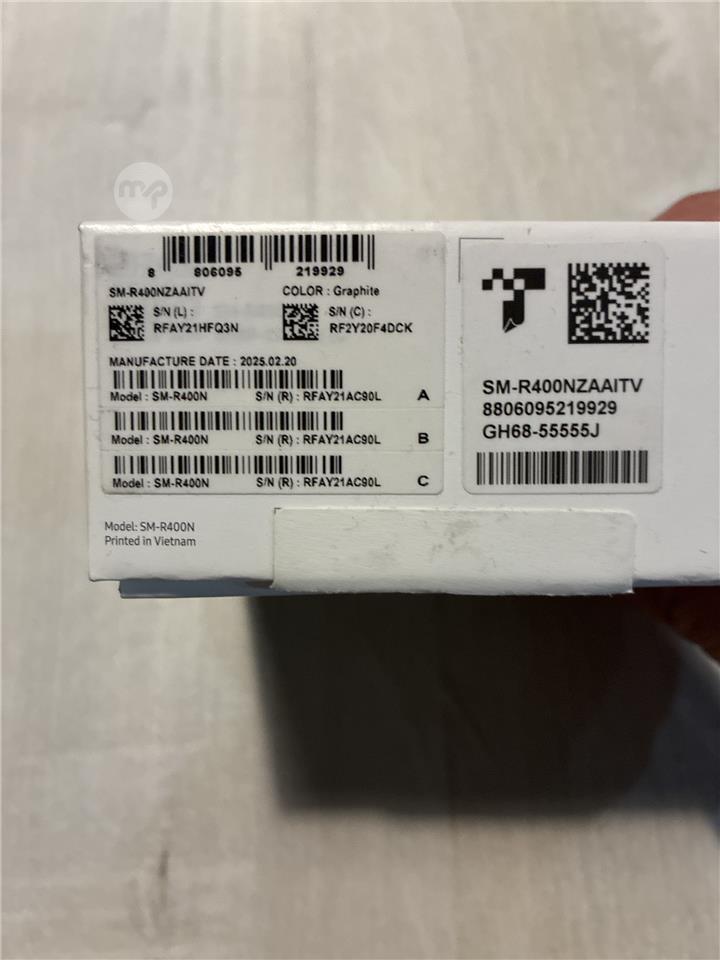 mp
8 806095 219929
SM-R400NZAAITV COLOR : Graphite
S/N (L) : S/N (C) :
RFAY21HFQ3N RF2Y20F4DCK
MANUFACTURE DATE : 2025.02.20
Model : SM-R400N S/N (R) : RFAY21AC90L A
Model : SM-R400N S/N (R) : RFAY21AC90L B
Model : SM-R400N S/N (R) : RFAY21AC90L C
Model: SM-R400N
Printed in Vietnam
SM-R400NZAAITV
8806095219929
GH68-55555J